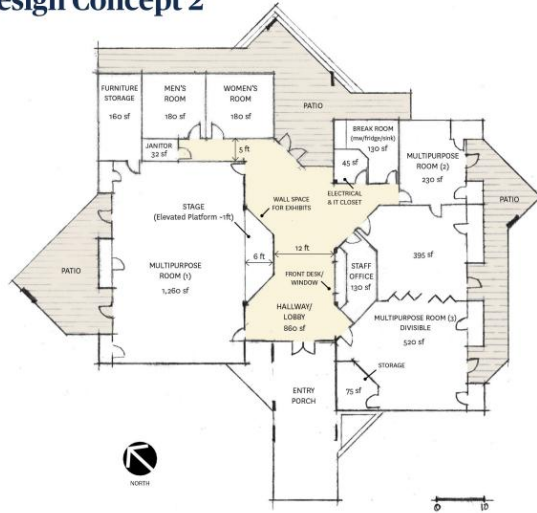 esign Concept 2
FURNITURE
STORAGE
160 sf
MEN'S
ROOM
180 sf
WOMEN'S
ROOM
180 sf
PATIO
JANITOR
32 sf
5 ft
BREAK ROOM
(mw/fridge/sink)
130 sf
45 sf
MULTIPURPOSE
ROOM (2)
230 sf
ELECTRICAL
& IT CLOSET
WALL SPACE
FOR EXHIBITS
STAGE
(Elevated Platform ~1ft)
PATIO
6 ft
12 ft
PATIO
MULTIPURPOSE
ROOM (1)
1,260 sf
FRONT DESK/
WINDOW
STAFF
OFFICE
130 sf
395 sf
HALLWAY/
LOBBY
860 sf
MULTIPURPOSE ROOM (3)
DIVISIBLE
520 sf
STORAGE
75 sf
ENTRY
PORCH
NORTH
0 10